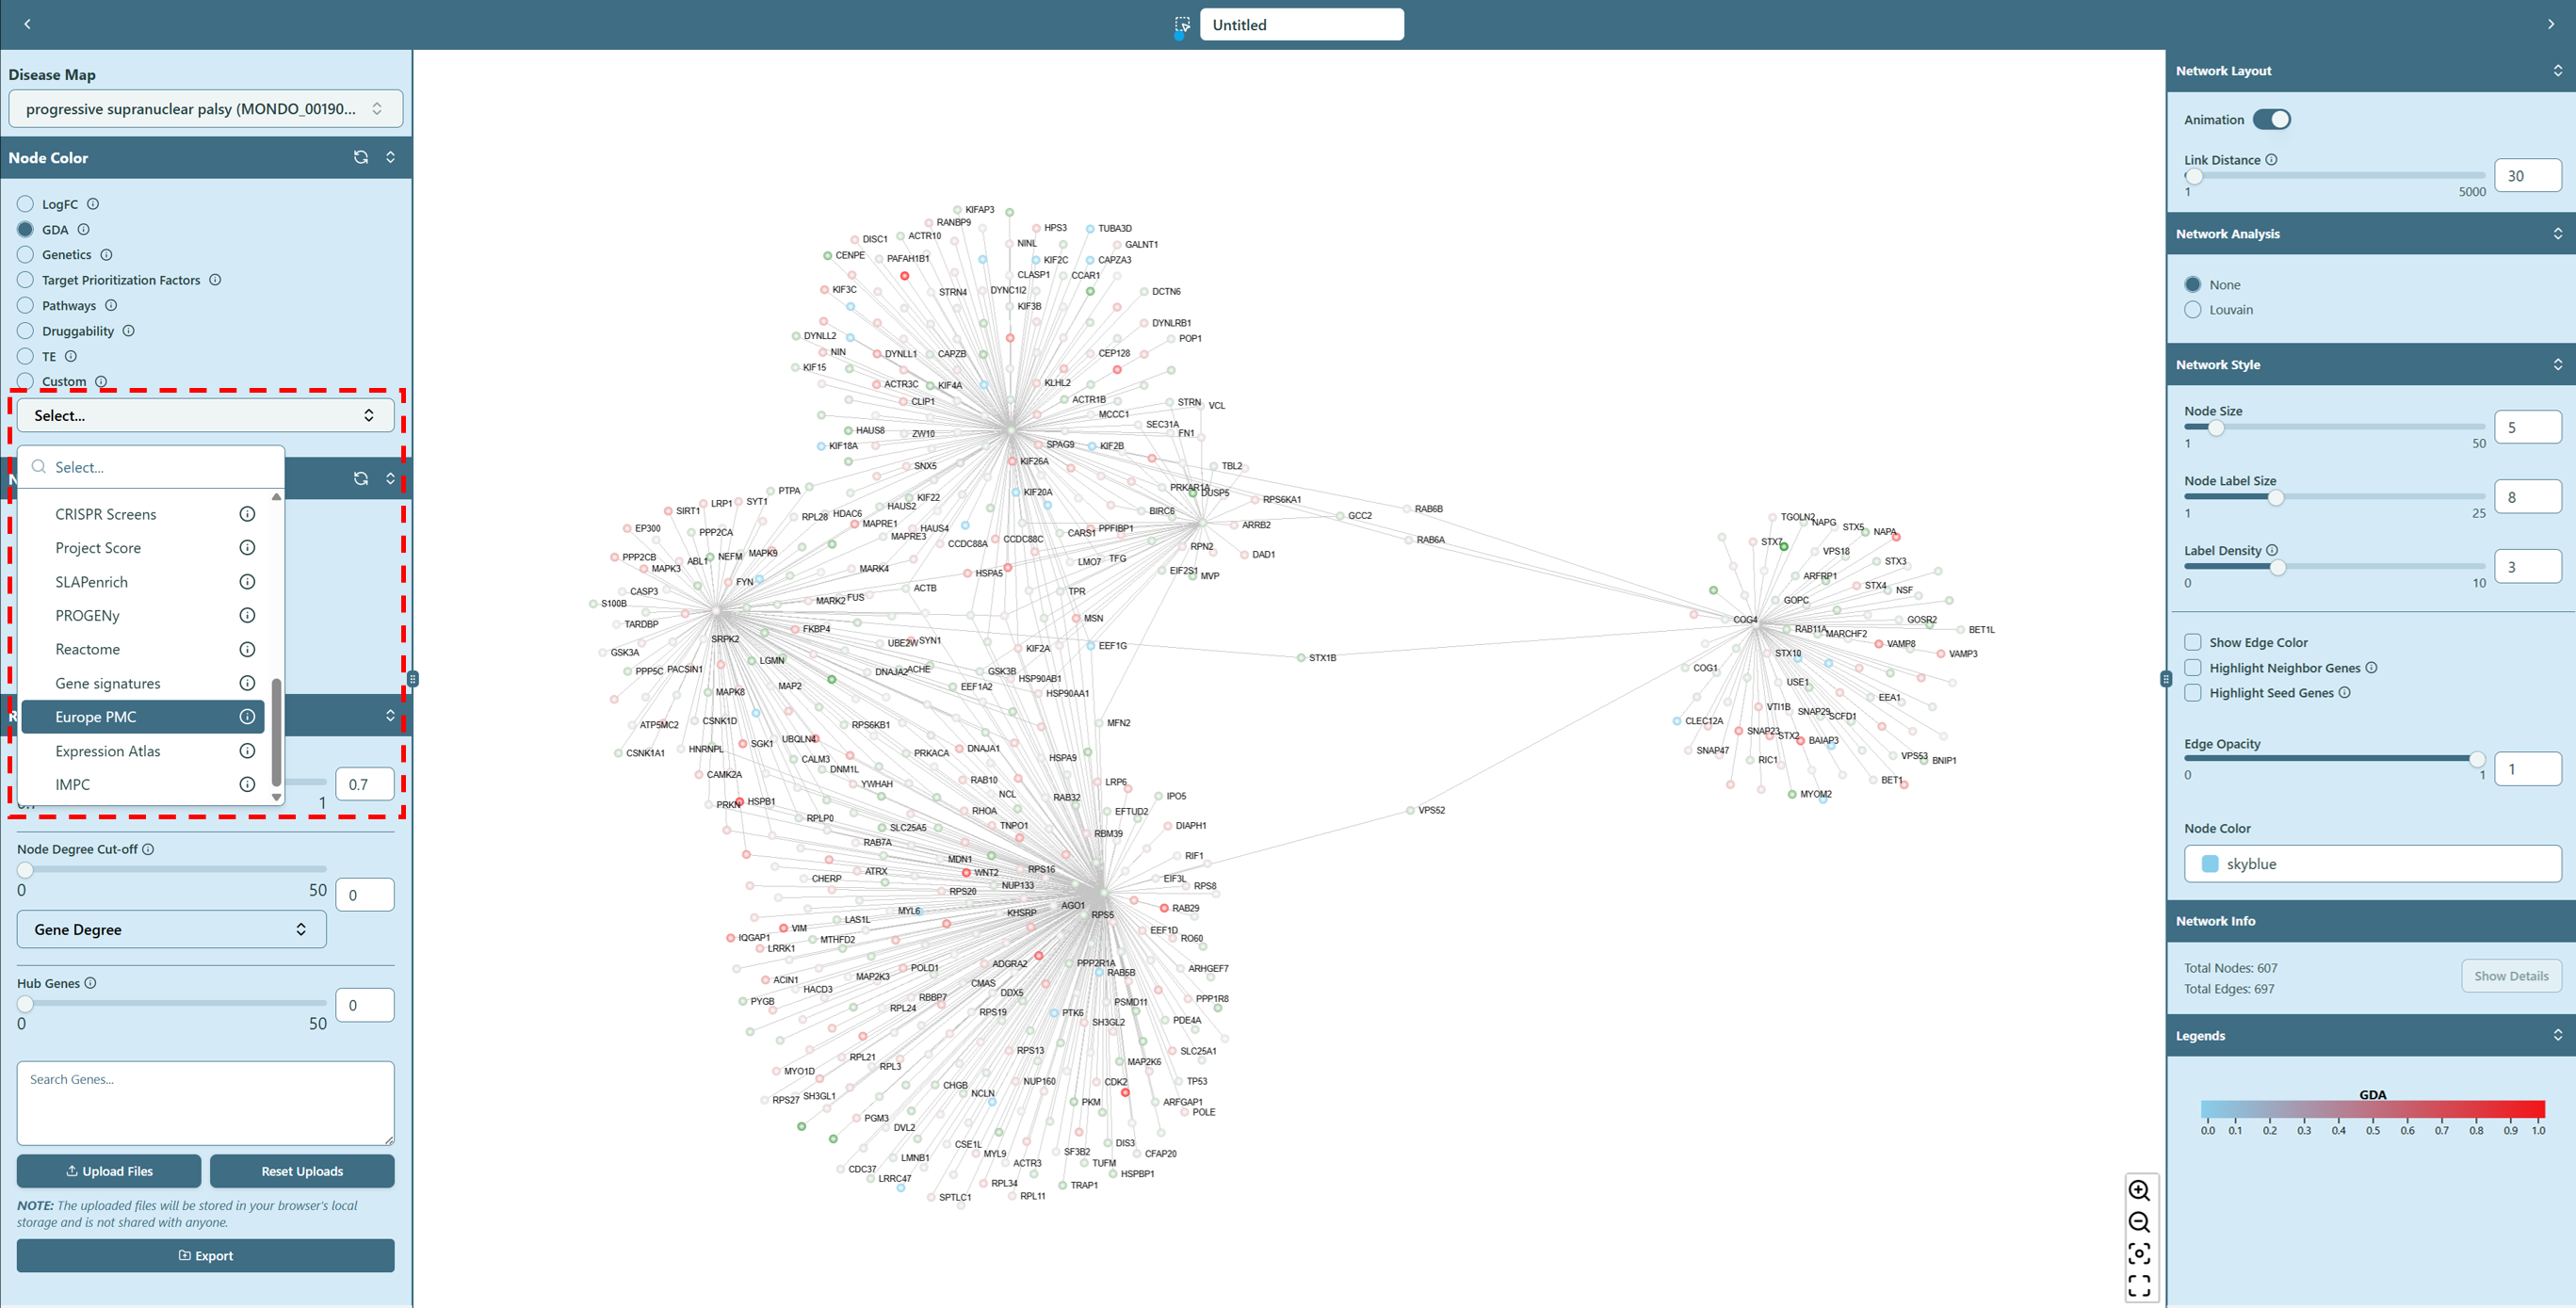 Untitled
Disease Map
progressive supranuclear palsy (MONDO_00190...
Node Color
LogFC
GDA
Genetics
Target Prioritization Factors
Pathways
Druggability
TE
Custom
Select...
Select...
CRISPR Screens
Project Score
SLAPenrich
PROGENy
Reactome
Gene signatures
Europe PMC
Expression Atlas
IMPC
1
0.7
Node Degree Cut-off
0 50
0
Gene Degree
Hub Genes
0 50
0
Search Genes...
Upload Files
Reset Uploads
NOTE: The uploaded files will be stored in your browser's local
storage and is not shared with anyone.
Export
KIFAP3
RANBP9
HPS3
TUBA3D
DISC1
ACTR10
NINL
GALNT1
CENPE
PAFAH1B1
KIF2C
CAPZA3
CLASP1
CCAR1
KIF3C
STRN4
DYNC1I2
DCTN6
KIF3B
DYNLRB1
DYNLL2
POP1
NIN
DYNLL1
CAPZB
CEP128
KIF15
ACTR3C
KIF4A
KLHL2
CLIP1
ACTR1B
STRN
VCL
MCCC1
HAUS8
ZW10
SEC31A
FN1
KIF18A
SPAG9
KIF2B
SNX5
KIF26A
TBL2
PTPA
KIF22
KIF20A
PRKAR1A
DUSP5
RPS6KA1
LRP1
SYT1
HAUS2
SIRT1
RPL28
HDAC6
BIRC6
GCC2
RAB6B
EP300
PPP2CA
MAPRE1
HAUS4
CARS1
PPFIBP1
ARRB2
MAPRE3
CCDC88A
CCDC88C
RAB6A
PPP2CB
ABL1
NEFM
MAPK9
RPN2
DAD1
MAPK3
MARK4
LMO7
TFG
FYN
HSPA5
EIF2S1
MVP
CASP3
ACTB
TPR
S100B
MARK2
FUS
TARDBP
FKBP4
MSN
SRPK2
UBE2W
SYN1
GSK3A
KIF2A
EEF1G
STX1B
LGMN
PPP5C
PACSIN1
DNAJA2
ACHE
GSK3B
HSP90AB1
MAPK8
MAP2
EEF1A2
HSP90AA1
ATP5MC2
CSNK1D
RPS6KB1
MFN2
CSNK1A1
HNRNPL
SGK1
UBQLN4
PRKACA
DNAJA1
HSPA9
CALM3
DNM1L
CAMK2A
YWHAH
RAB10
LRP6
NCL
RAB32
IPO5
PRKN
HSPB1
RHOA
EFTUD2
VPS52
RPLP0
SLC25A5
TNPO1
DIAPH1
RBM39
RAB7A
MDN1
RIF1
CHERP
ATRX
WNT2
RPS16
NUP133
EIF3L
RPS8
RPS20
MYL6
KHSRP
AGO1
RPS5
RAB29
LAS1L
VIM
IQGAP1
MTHFD2
EEF1D
RO60
LRRK1
POLD1
ADGRA2
PPP2R1A
RAB5B
ARHGEF7
ACIN1
MAP2K3
CMAS
HACD3
PYGB
RBBP7
DDX5
PPP1R8
RPL24
RPS19
PSMD11
PTK6
SH3GL2
PDE4A
RPL21
RPL3
RPS13
MAP2K6
SLC25A1
MYO1D
CHGB
NUP160
CDK2
TP53
NCLN
RPS27
SH3GL1
PKM
ARFGAP1
POLE
PGM3
DVL2
CSE1L
DIS3
LMNB1
MYL9
SF3B2
CFAP20
CDC37
ACTR3
TUFM
LRRC47
HSPBP1
RPL34
TRAP1
SPTLC1
RPL11
TGOLN2
NAPG
STX5
NAPA
STX7
VPS18
STX3
ARFRP1
STX4
NSF
GOPC
COG4
GOSR2
BET1L
RAB11A
MARCHF2
VAMP8
VAMP3
STX10
COG1
USE1
EEA1
VTI1B
SNAP29
SCFD1
CLEC12A
SNAP23
STX2
BAIAP3
SNAP47
RIC1
VPS53
BNIP1
BET1
MYOM2
Network Layout
Animation
Link Distance
30
1 5000
Network Analysis
None
Louvain
Network Style
Node Size
5
1 50
Node Label Size
8
1 25
Label Density
3
0 10
Show Edge Color
Highlight Neighbor Genes
Highlight Seed Genes
Edge Opacity
1
0 1
Node Color
skyblue
Network Info
Total Nodes: 607
Total Edges: 697
Show Details
Legends
GDA
0.0 0.1 0.2 0.3 0.4 0.5 0.6 0.7 0.8 0.9 1.0